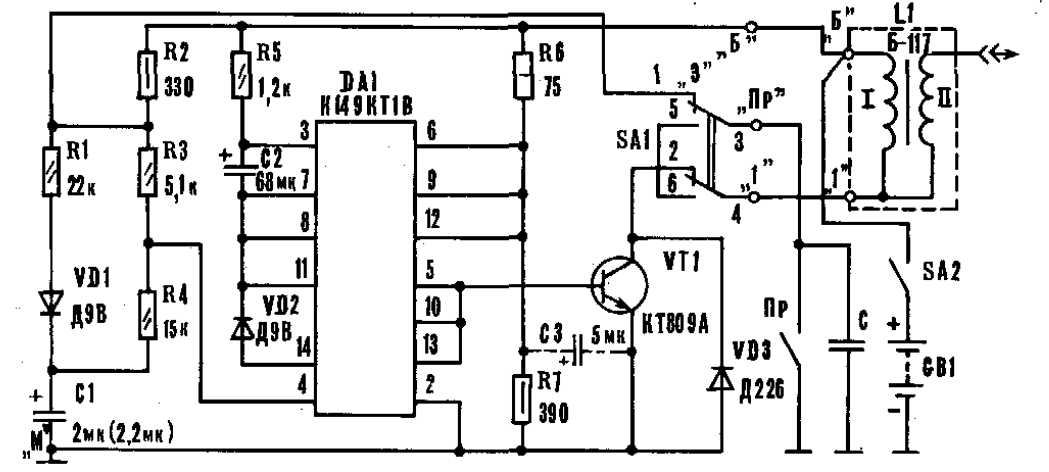 „Б”
L1
R2
330
R5
1,2к
DA1
К149КТ1В
R6
75
1 „З” „Б”
Б-117
I
II
R1
22к
R3
5,1к
3
6
5
„Пр”
SA1
3
+ C2
68мк
7
9
2
6
„1”
„1”
8
12
4
11
5
VT1
SA2
VD1
Д9В
R4
15к
VD2
Д9В
10
КТ809А
Пр
C
+
14
13
C3
5мк
+
VD3
Д226
GB1
-
+ C1
4
2
R7
390
„М”
2мк(2,2мк)